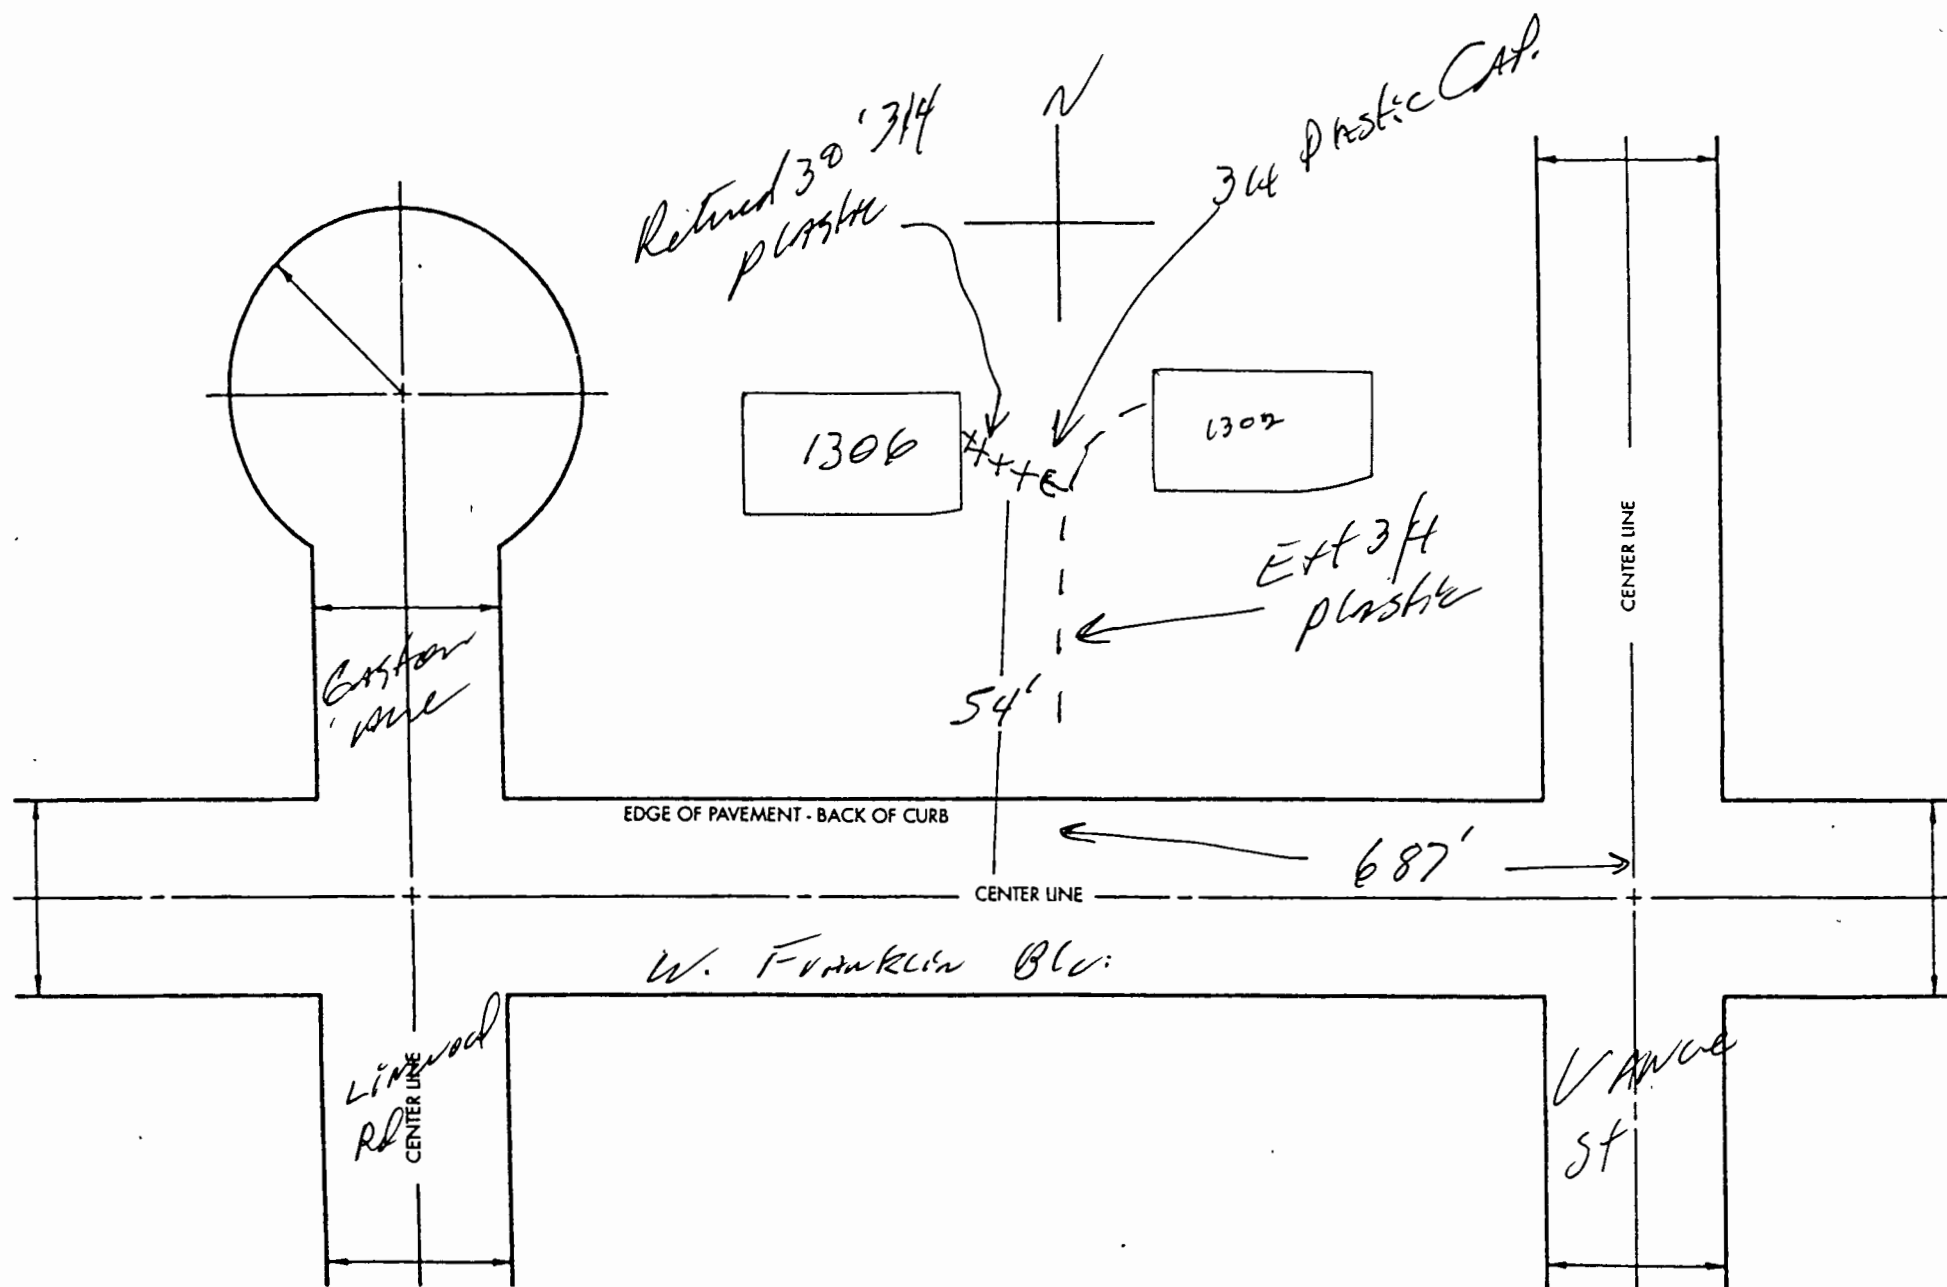 N
Retired 30' 3/4
plastic
3/4 Plastic CAP.
1306
1302
Ext 3/4
plastic
CENTER LINE
Gaston
Ave
54'
EDGE OF PAVEMENT - BACK OF CURB
687'
CENTER LINE
W. Franklin Blv.
Linwood
Rd
CENTER LINE
VANCE
St